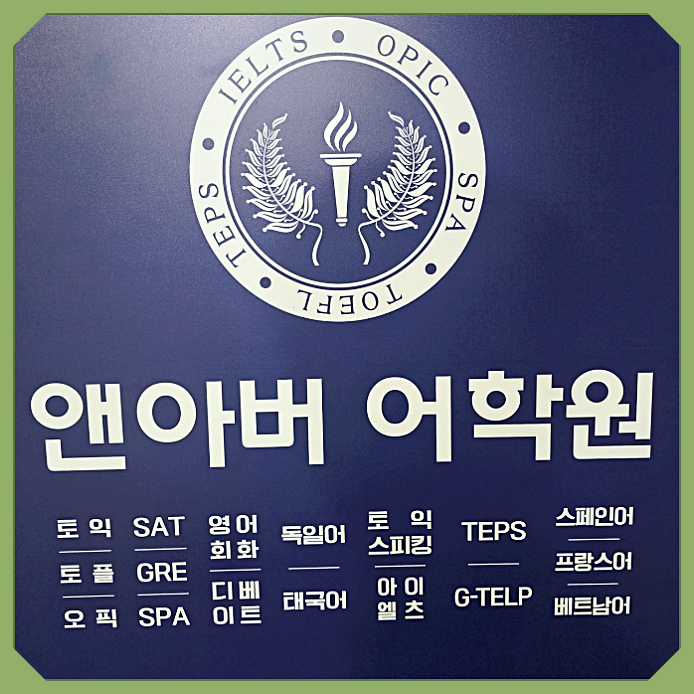 IELTS • OPIC • SPA • TOEFL • TEPS •
앤아버 어학원
토익 SAT 영어회화 독일어 토익스피킹 TEPS 스페인어
토플 GRE 디베이트 태국어 아이엘츠 G-TELP 프랑스어
오픽 SPA 베트남어